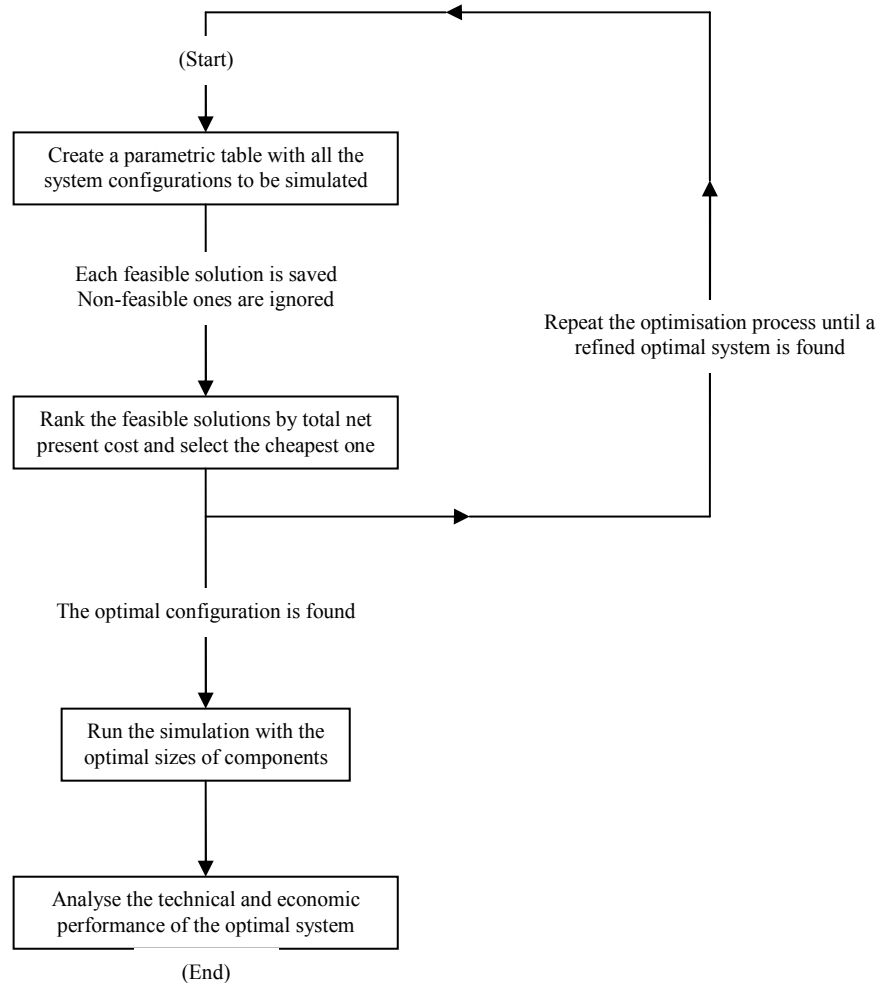 (Start)
Create a parametric table with all the
system configurations to be simulated
Each feasible solution is saved
Non-feasible ones are ignored
Repeat the optimisation process until a
refined optimal system is found
Rank the feasible solutions by total net
present cost and select the cheapest one
The optimal configuration is found
Run the simulation with the
optimal sizes of components
Analyse the technical and economic
performance of the optimal system
(End)